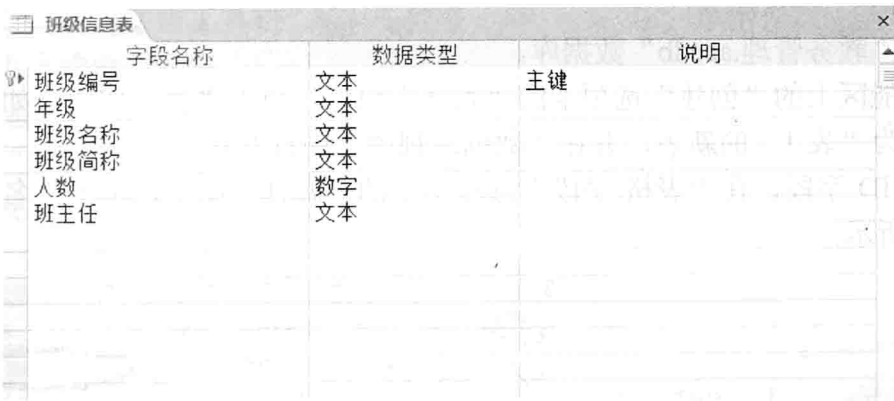 班级信息表
字段名称 数据类型 说明
班级编号 文本 主键
年级 文本
班级名称 文本
班级简称 文本
人数 数字
班主任 文本